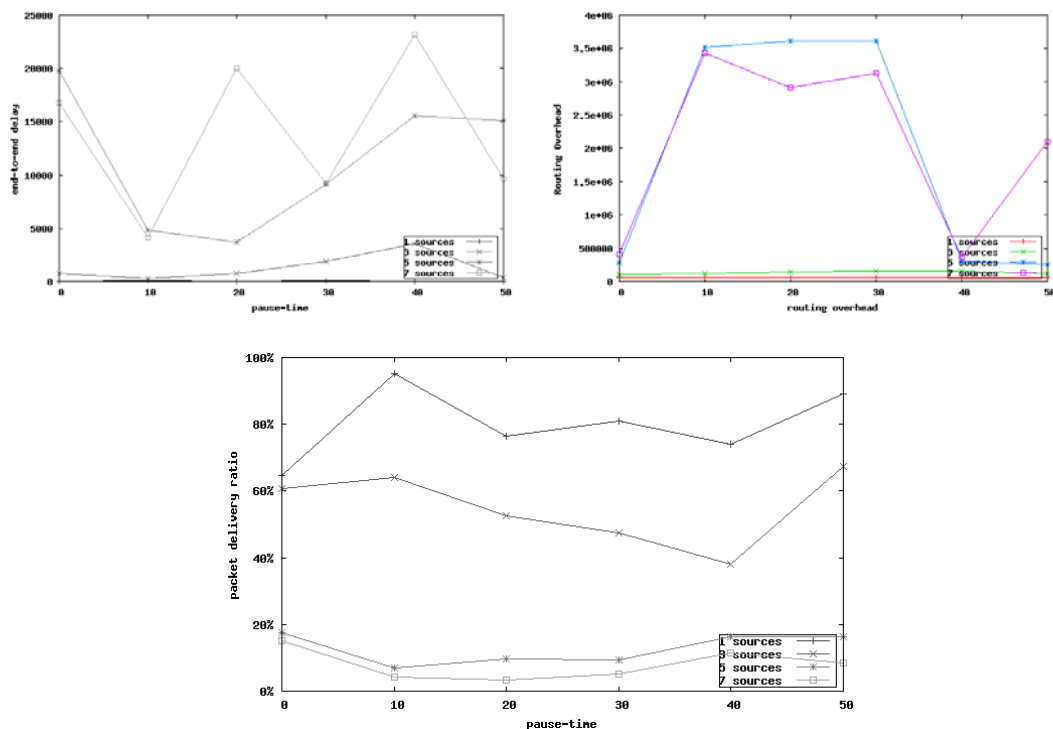 25000
20000
15000
10000
5000
0
end-to-end delay
1 sources
3 sources
5 sources
7 sources
0 10 20 30 40 50
pause-time
4e+06
3.5e+06
3e+06
2.5e+06
2e+06
1.5e+06
1e+06
500000
0
Routing Overhead
1 sources
3 sources
5 sources
7 sources
0 10 20 30 40 50
routing overhead
100%
80%
60%
40%
20%
0%
packet delivery ratio
1 sources
3 sources
5 sources
7 sources
0 10 20 30 40 50
pause-time